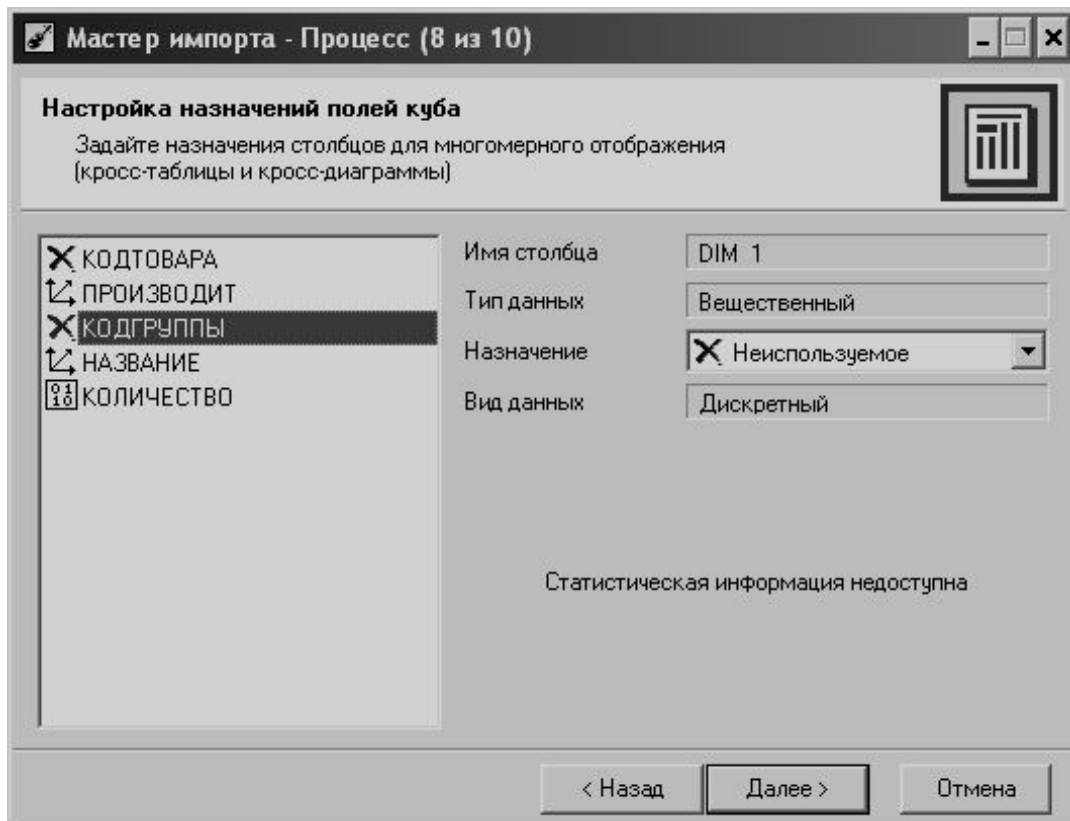 Мастер импорта - Процесс (8 из 10)
Настройка назначений полей куба
Задайте назначения столбцов для многомерного отображения
(кросс-таблицы и кросс-диаграммы)
КОДТОВАРА
ПРОИЗВОДИТ
КОДГРУППЫ
НАЗВАНИЕ
КОЛИЧЕСТВО
Имя столбца DIM 1
Тип данных Вещественный
Назначение Неиспользуемое
Вид данных Дискретный
Статистическая информация недоступна
< Назад Далее > Отмена